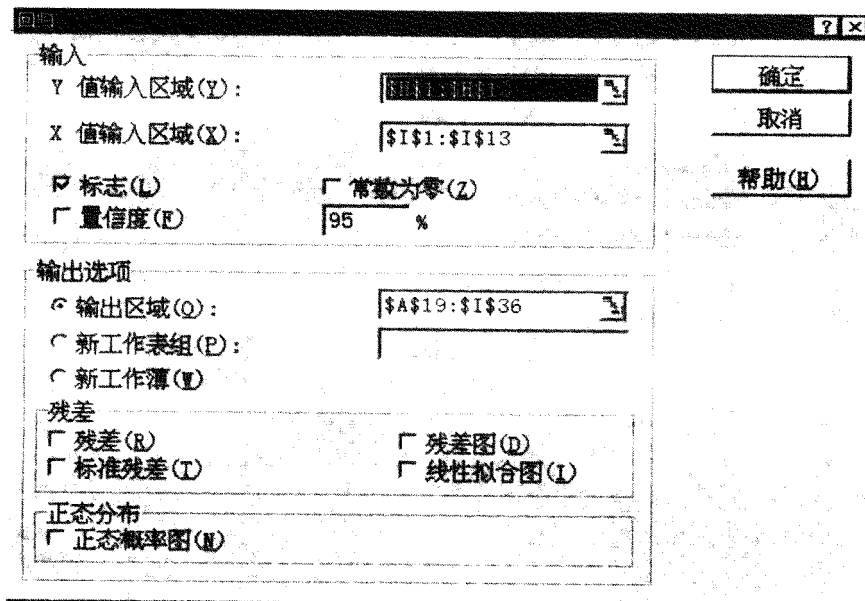 回归
输入
Y 值输入区域(Y):
X 值输入区域(X): $I$1:$I$13
标志(L) 常数为零(Z)
置信度(F) 95 %
输出选项
输出区域(O): $A$19:$I$36
新工作表组(P):
新工作薄(W)
残差
残差(R) 残差图(D)
标准残差(T) 线性拟合图(I)
正态分布
正态概率图(N)
确定
取消
帮助(H)